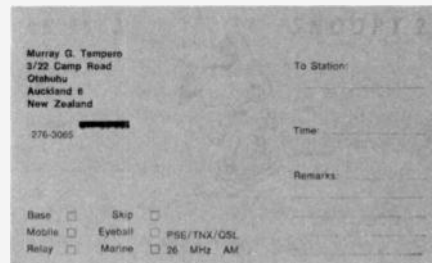 Murray G. Tempero
3/22 Camp Road
Otahuhu
Auckland 6
New Zealand
276-3065
To Station:
Time:
Remarks:
Base Skip
Mobile Eyeball PSE/TNX/QSL
Relay Marine 26 MHz AM